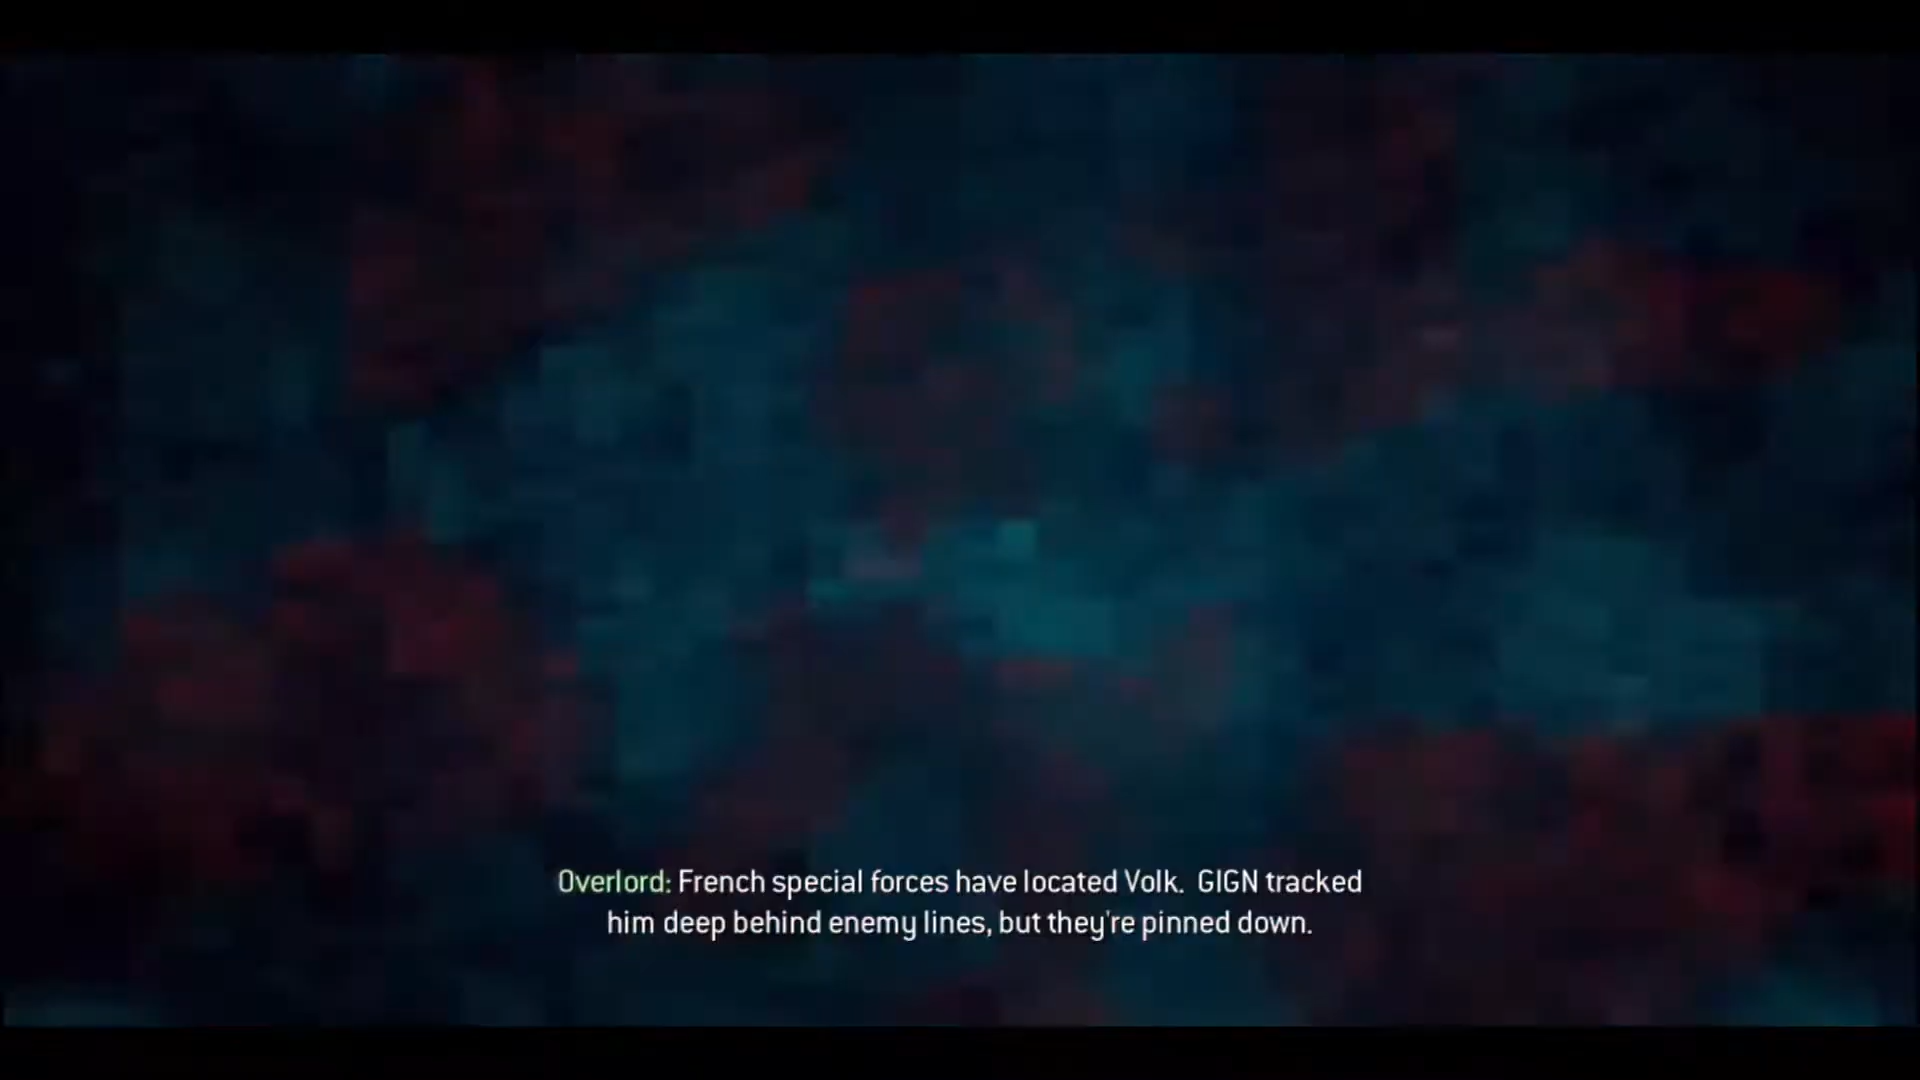 Overlord: French special forces have located Volk.  GIGN tracked
him deep behind enemy lines, but they're pinned down.